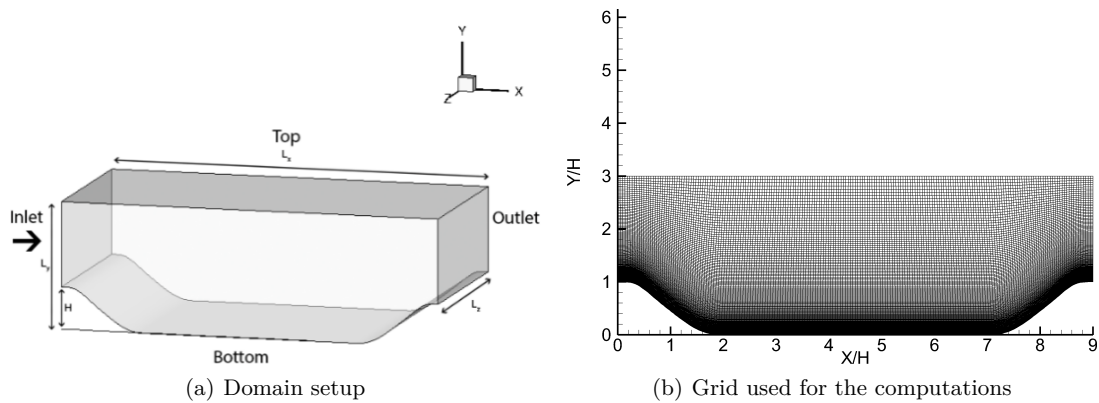 Y
X
Z
Top
Lx
Inlet
Outlet
Ly
H
Lz
Bottom
(a) Domain setup
Y/H
6
5
4
3
2
1
0
0 1 2 3 4 5 6 7 8 9
X/H
(b) Grid used for the computations